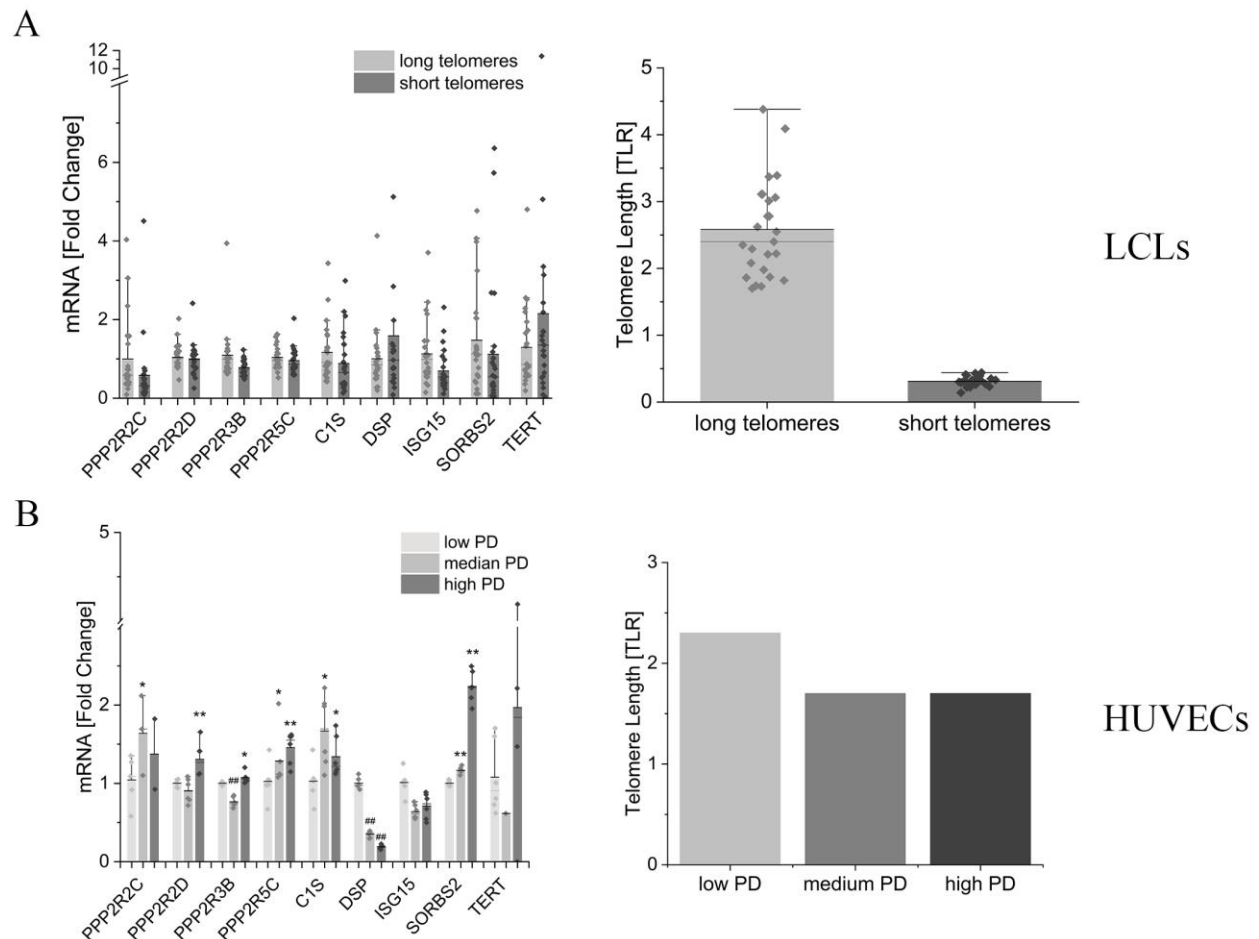 A
mRNA [Fold Change]
12
10
6
4
2
0
long telomeres
short telomeres
PPP2R2C
PPP2R2D
PPP2R3B
PPP2R5C
C1S
DSP
ISG15
SORBS2
TERT
Telomere Length [TLR]
5
4
3
2
1
0
long telomeres
short telomeres
LCLs
B
mRNA [Fold Change]
5
2
1
0
low PD
median PD
high PD
*
**
##
*
*
**
*
*
##
##
**
**
PPP2R2C
PPP2R2D
PPP2R3B
PPP2R5C
C1S
DSP
ISG15
SORBS2
TERT
Telomere Length [TLR]
3
2
1
0
low PD
medium PD
high PD
HUVECs